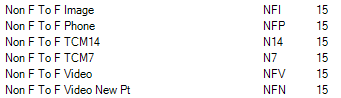 Non F To F Image NFI 15
Non F To F Phone NFP 15
Non F To F TCM14 N14 15
Non F To F TCM7 N7 15
Non F To F Video NFV 15
Non F To F Video New Pt NFN 15